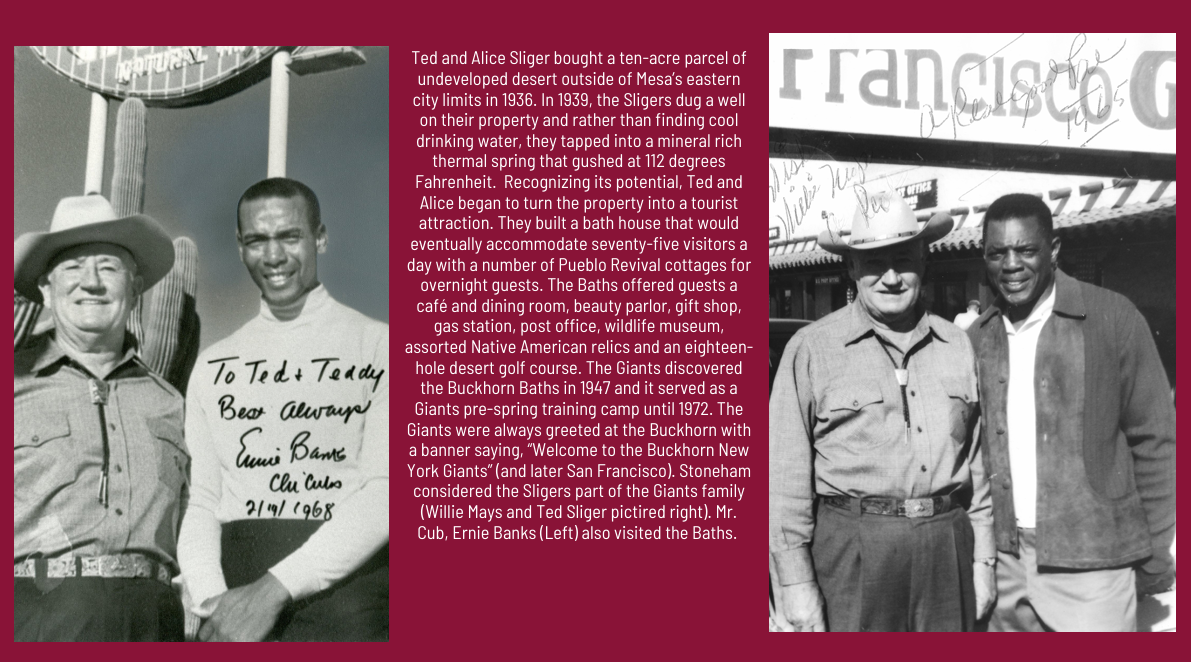 NATURAL
To Ted & Teddy
Best Always
Ernie Banks
Chi Cubs
2/19/1968
Ted and Alice Sliger bought a ten-acre parcel of
undeveloped desert outside of Mesa's eastern
city limits in 1936. In 1939, the Sligers dug a well
on their property and rather than finding cool
drinking water, they tapped into a mineral rich
thermal spring that gushed at 112 degrees
Fahrenheit. Recognizing its potential, Ted and
Alice began to turn the property into a tourist
attraction. They built a bath house that would
eventually accommodate seventy-five visitors a
day with a number of Pueblo Revival cottages for
overnight guests. The Baths offered guests a
café and dining room, beauty parlor, gift shop,
gas station, post office, wildlife museum,
assorted Native American relics and an eighteen-
hole desert golf course. The Giants discovered
the Buckhorn Baths in 1947 and it served as a
Giants pre-spring training camp until 1972. The
Giants were always greeted at the Buckhorn with
a banner saying, “Welcome to the Buckhorn New
York Giants” (and later San Francisco). Stoneham
considered the Sligers part of the Giants family
(Willie Mays and Ted Sliger pictired right). Mr.
Cub, Ernie Banks (Left) also visited the Baths.
Francisco G
1965
Willie Mays
OFFICE